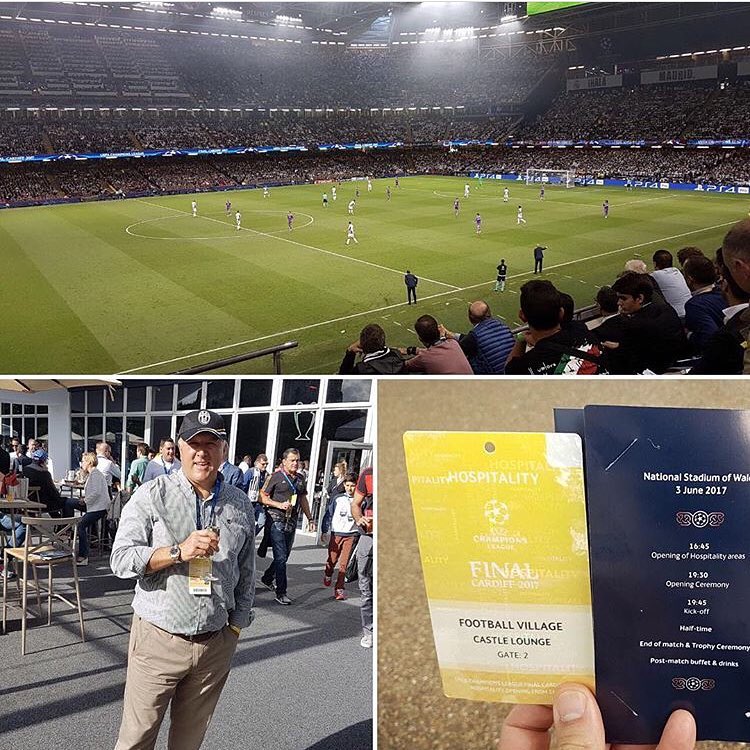 MADRID
PS4
HOSPITALITY
CHAMPIONS
LEAGUE
FINAL
CARDIFF 2017
FOOTBALL VILLAGE
CASTLE LOUNGE
GATE: 2
National Stadium of Wal
3 June 2017
16:45
Opening of Hospitality areas
19:30
Opening Ceremony
19:45
Kick-off
Half-time
End of match & Trophy Ceremony
Post-match buffet & drinks